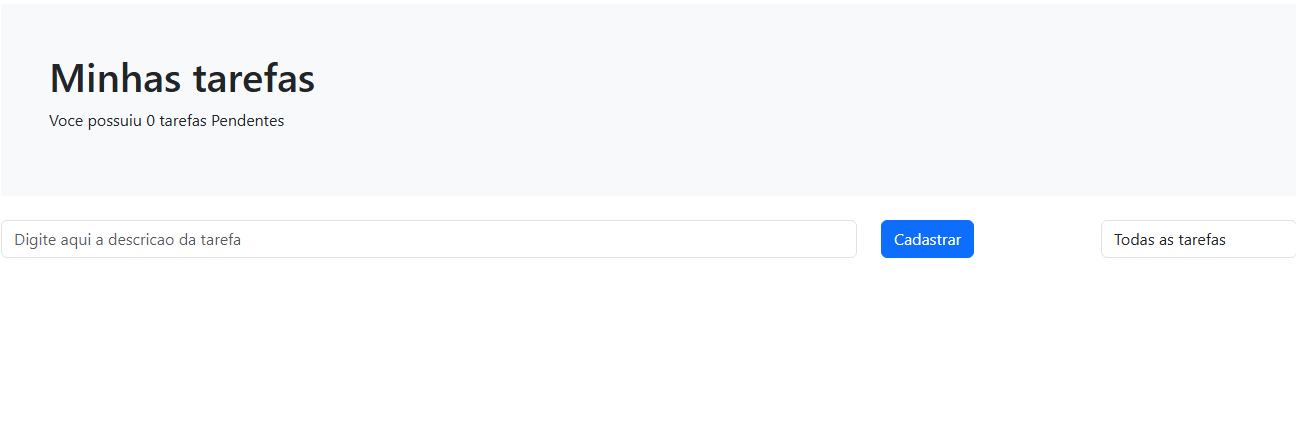 Minhas tarefas
Voce possuiu 0 tarefas Pendentes
Digite aqui a descricao da tarefa
Cadastrar
Todas as tarefas